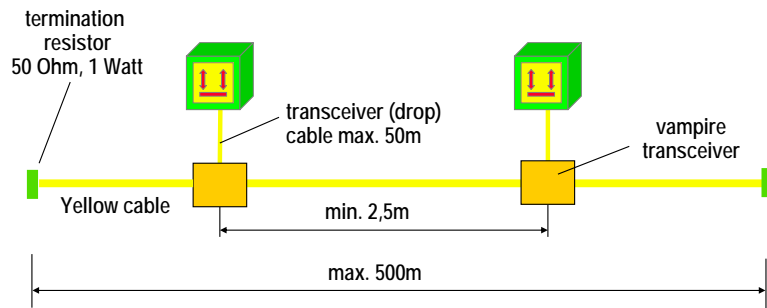 termination
resistor
50 Ohm, 1 Watt
transceiver (drop)
cable max. 50m
vampire
transceiver
Yellow cable
min. 2,5m
max. 500m